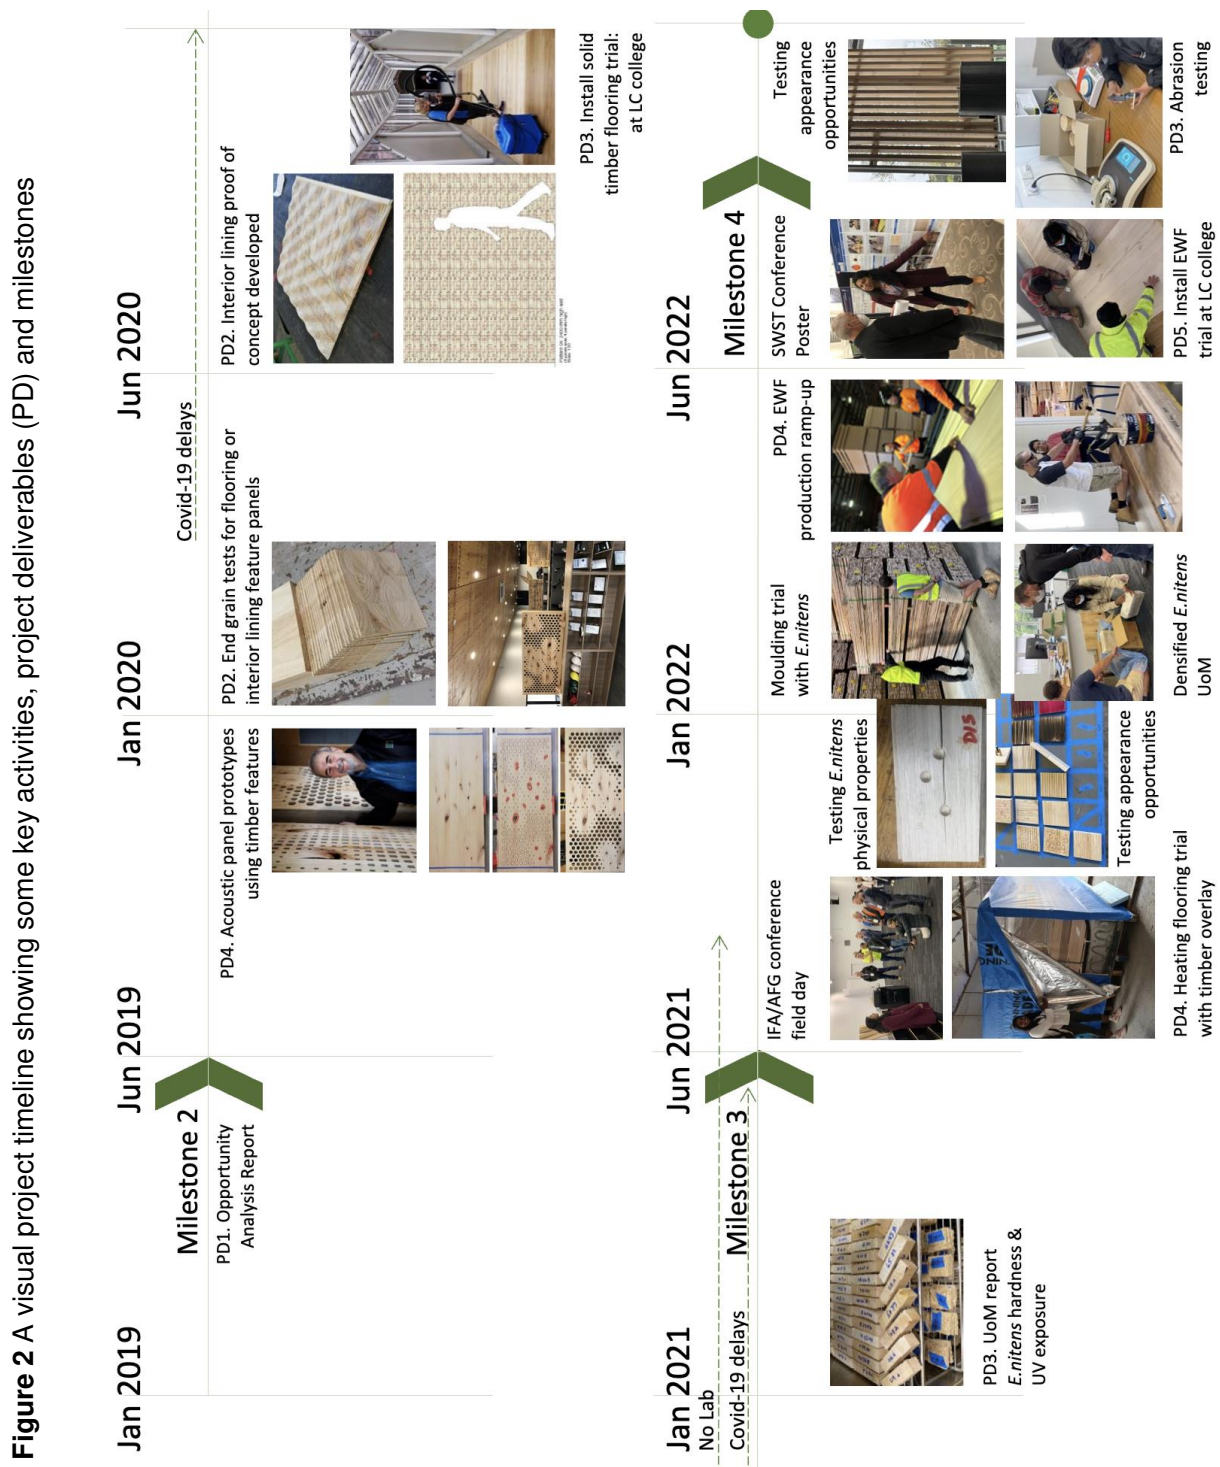 Figure 2 A visual project timeline showing some key activities, project deliverables (PD) and milestones
Jan 2019
Jun 2019
Jan 2020
Jun 2020
Covid-19 delays
Milestone 2
PD1. Opportunity
Analysis Report
PD4. Acoustic panel prototypes
using timber features
PD2. End grain tests for flooring or
interior lining feature panels
PD2. Interior lining proof of
concept developed
PD3. Install solid
timber flooring trial:
at LC college
Jan 2021
Jun 2021
Jan 2022
Jun 2022
No Lab
Covid-19 delays
Milestone 3
Milestone 4
PD3. UoM report
E.nitens hardness &
UV exposure
IFA/AFG conference
field day
PD4. Heating flooring trial
with timber overlay
Testing E.nitens
physical properties
D15
Testing appearance
opportunities
Moulding trial
with E.nitens
Densified E.nitens
UoM
PD4. EWF
production ramp-up
SWST Conference
Poster
PD5. Install EWF
trial at LC college
Testing
appearance
opportunities
PD3. Abrasion
testing